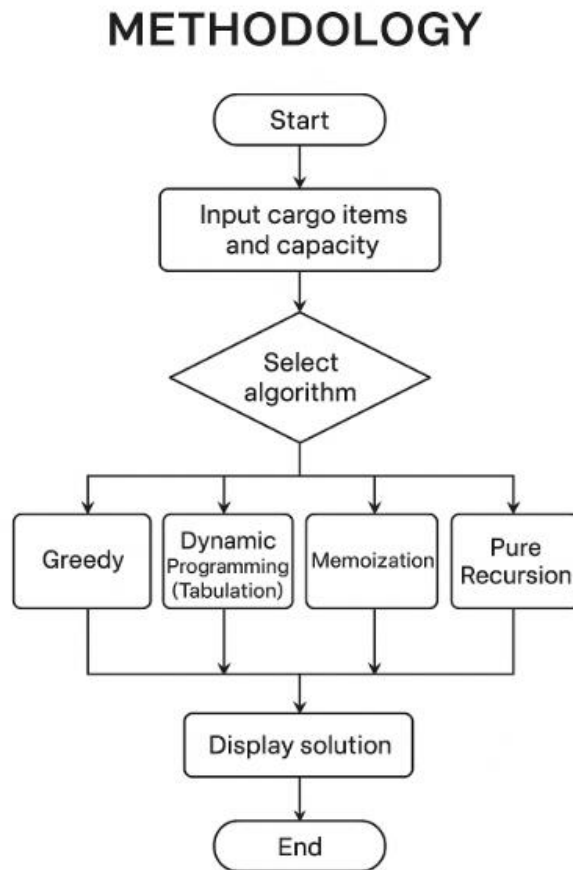 METHODOLOGY
Start
Input cargo items
and capacity
Select
algorithm
Greedy
Dynamic
Programming
(Tabulation)
Memoization
Pure
Recursion
Display solution
End